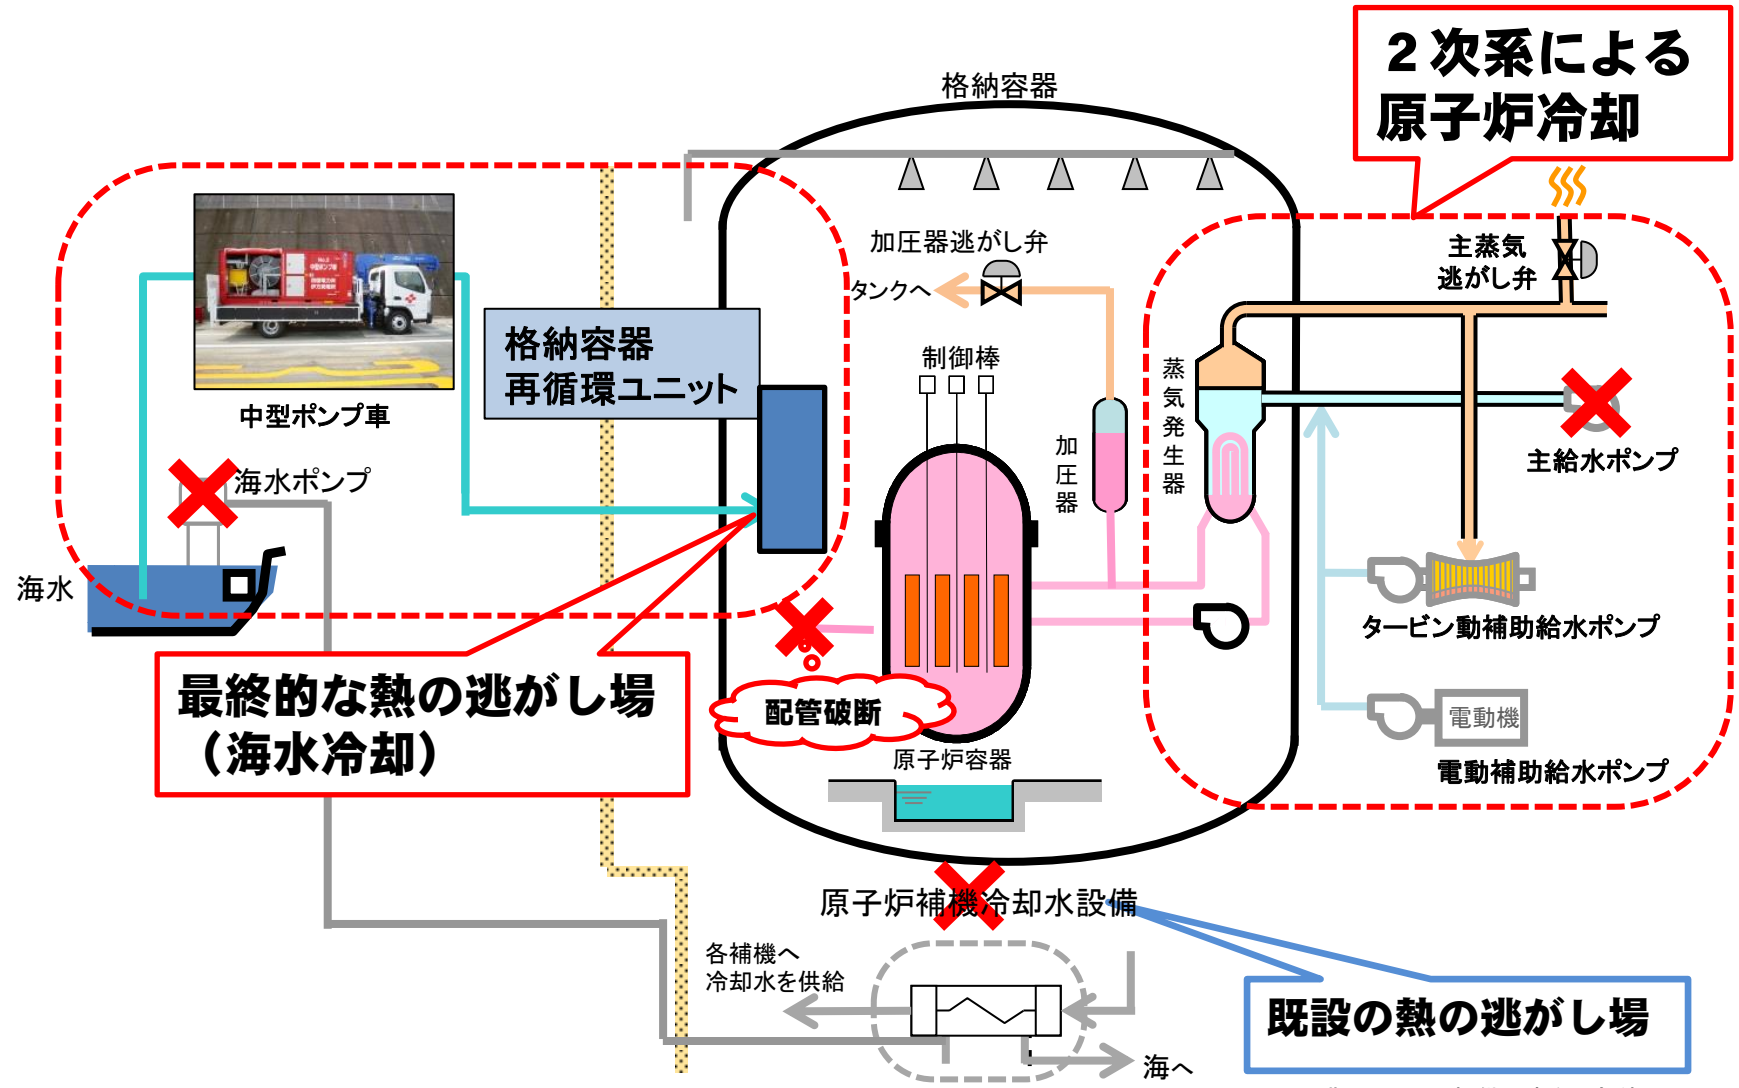 2次系による
原子炉冷却
格納容器
加圧器逃がし弁
タンクへ
主蒸気
逃がし弁
格納容器
再循環ユニット
制御棒
蒸気発生器
加圧器
中型ポンプ車
海水ポンプ
主給水ポンプ
海水
タービン動補助給水ポンプ
最終的な熱の逃がし場
（海水冷却）
配管破断
電動機
原子炉容器
電動補助給水ポンプ
原子炉補機冷却水設備
各補機へ
冷却水を供給
既設の熱の逃がし場
海へ